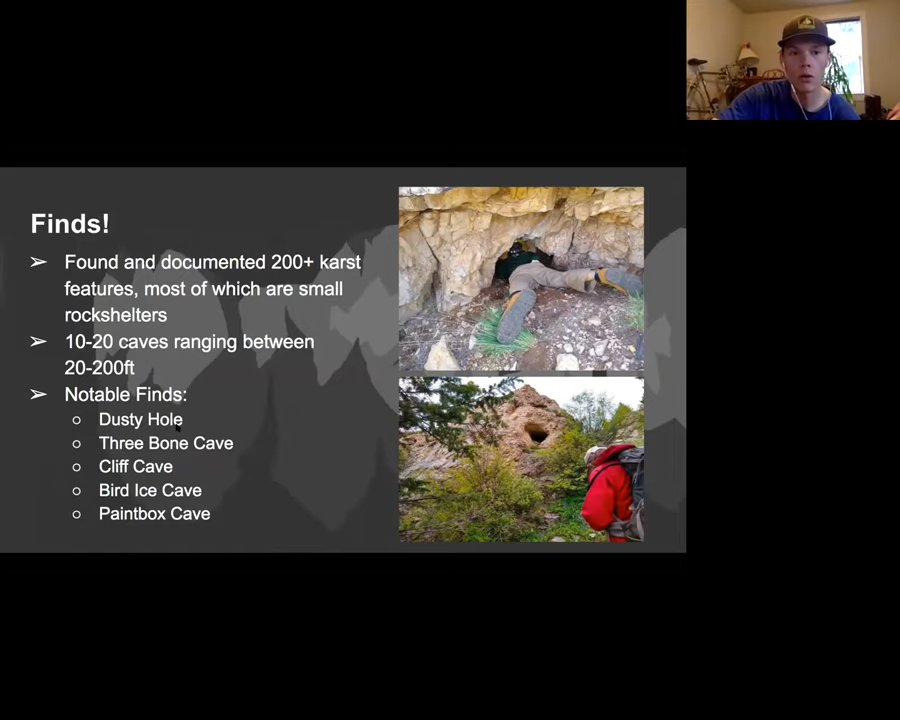 Finds!
➢ Found and documented 200+ karst
features, most of which are small
rockshelters
➢ 10-20 caves ranging between
20-200ft
➢ Notable Finds:
○ Dusty Hole
○ Three Bone Cave
○ Cliff Cave
○ Bird Ice Cave
○ Paintbox Cave